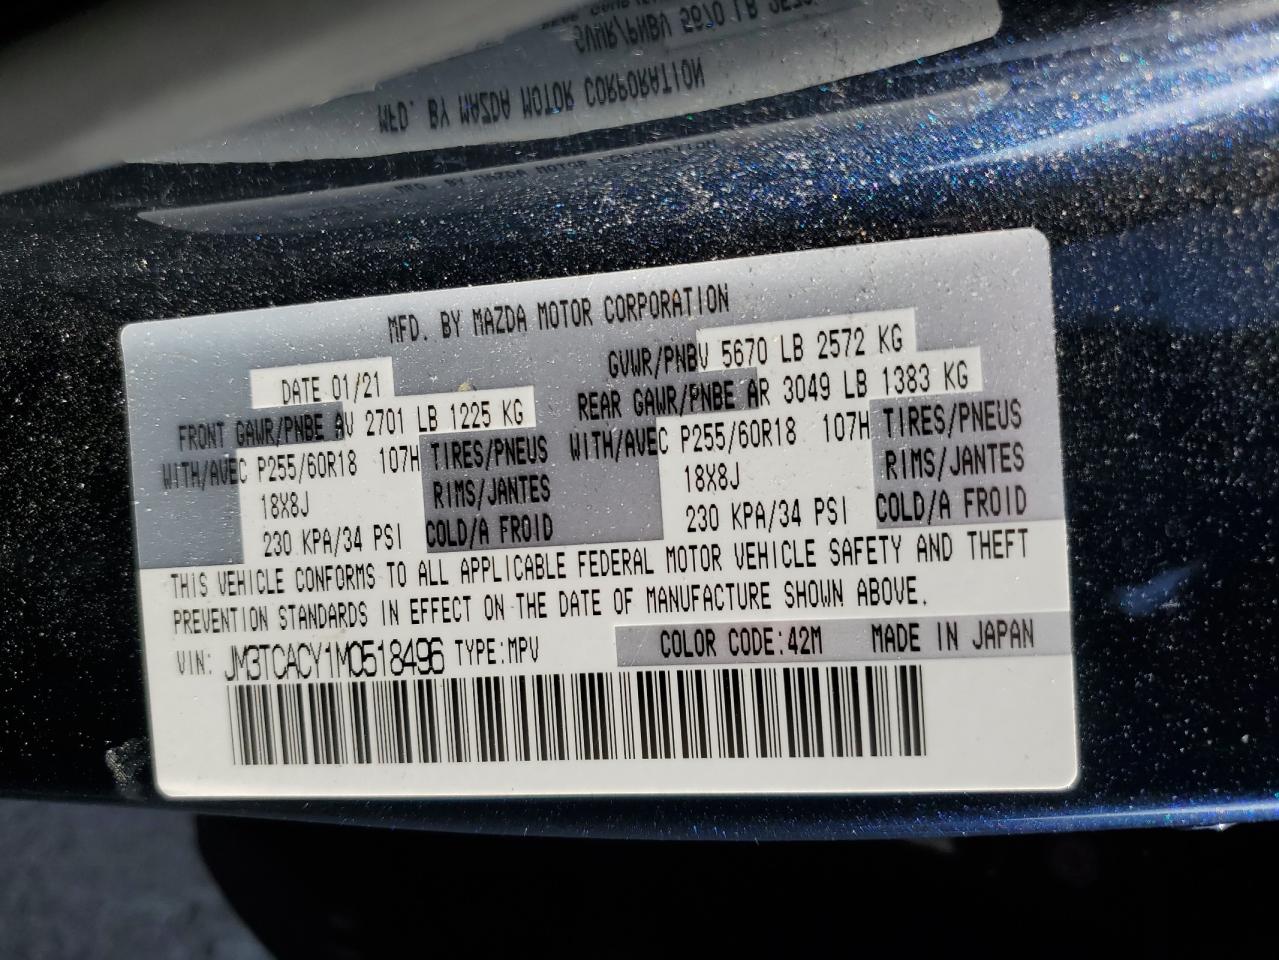 MFD. BY MAZDA MOTOR CORPORATION
GVWR/PNBV 5670 LB
MFD. BY MAZDA MOTOR CORPORATION
DATE 01/21 GVWR/PNBV 5670 LB 2572 KG
FRONT GAWR/PNBE AV 2701 LB 1225 KG REAR GAWR/PNBE AR 3049 LB 1383 KG
WITH/AVEC P255/60R18 107H TIRES/PNEUS WITH/AVEC P255/60R18 107H TIRES/PNEUS
18X8J RIMS/JANTES 18X8J RIMS/JANTES
230 KPA/34 PSI COLD/A FROID 230 KPA/34 PSI COLD/A FROID
THIS VEHICLE CONFORMS TO ALL APPLICABLE FEDERAL MOTOR VEHICLE SAFETY AND THEFT
PREVENTION STANDARDS IN EFFECT ON THE DATE OF MANUFACTURE SHOWN ABOVE.
VIN: JM3TCACY1M0518496 TYPE:MPV COLOR CODE:42M MADE IN JAPAN